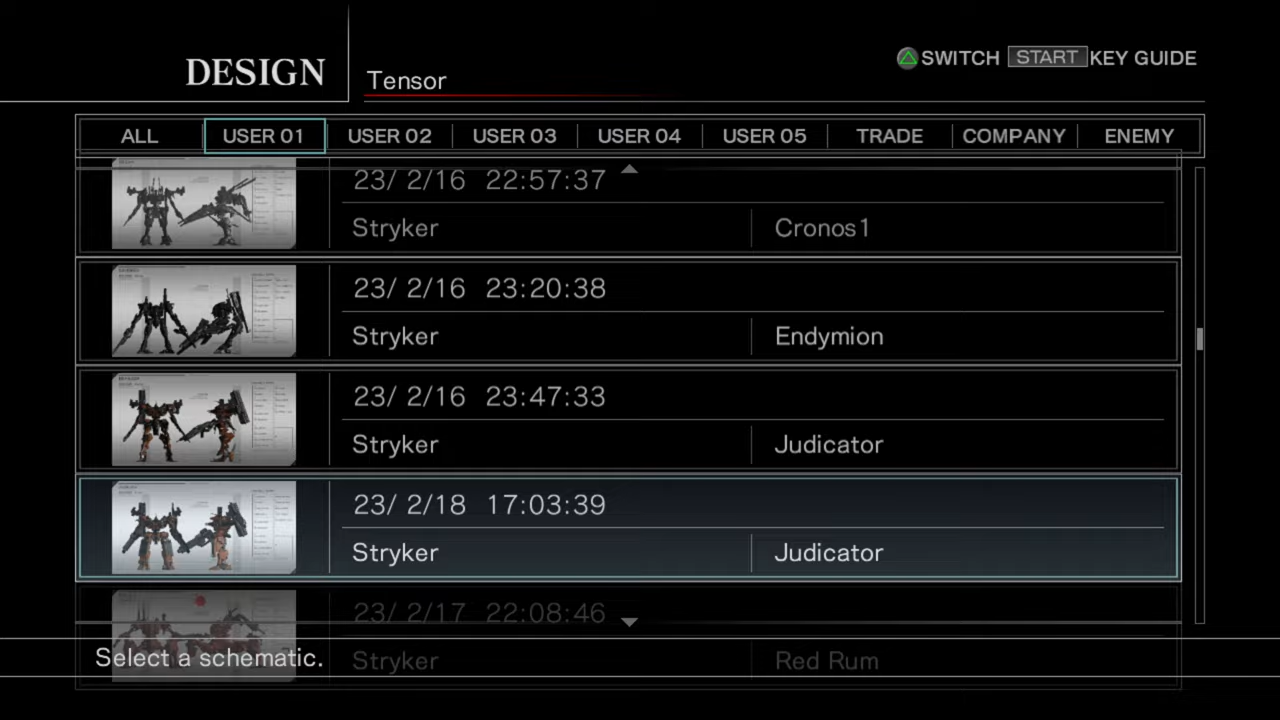 DESIGN
Tensor
SWITCH START KEY GUIDE
ALL USER 01 USER 02 USER 03 USER 04 USER 05 TRADE COMPANY ENEMY
23/ 2/16 22:57:37
Stryker Cronos1
23/ 2/16 23:20:38
Stryker Endymion
23/ 2/16 23:47:33
Stryker Judicator
23/ 2/18 17:03:39
Stryker Judicator
23/ 2/17 22:08:46
Select a schematic. Stryker Red Rum